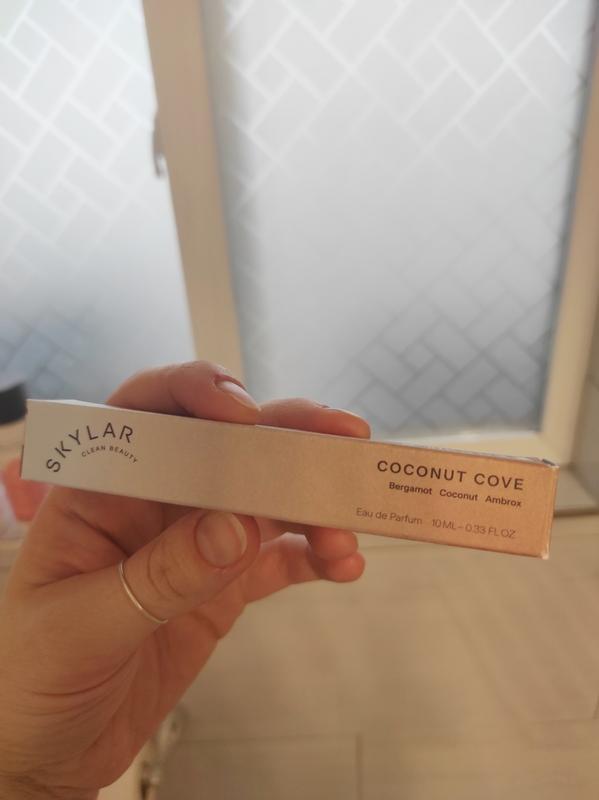 SKYLAR
CLEAN BEAUTY
COCONUT COVE
Bergamot Coconut Ambrox
Eau de Parfum 10 ML - 0.33 FL OZ